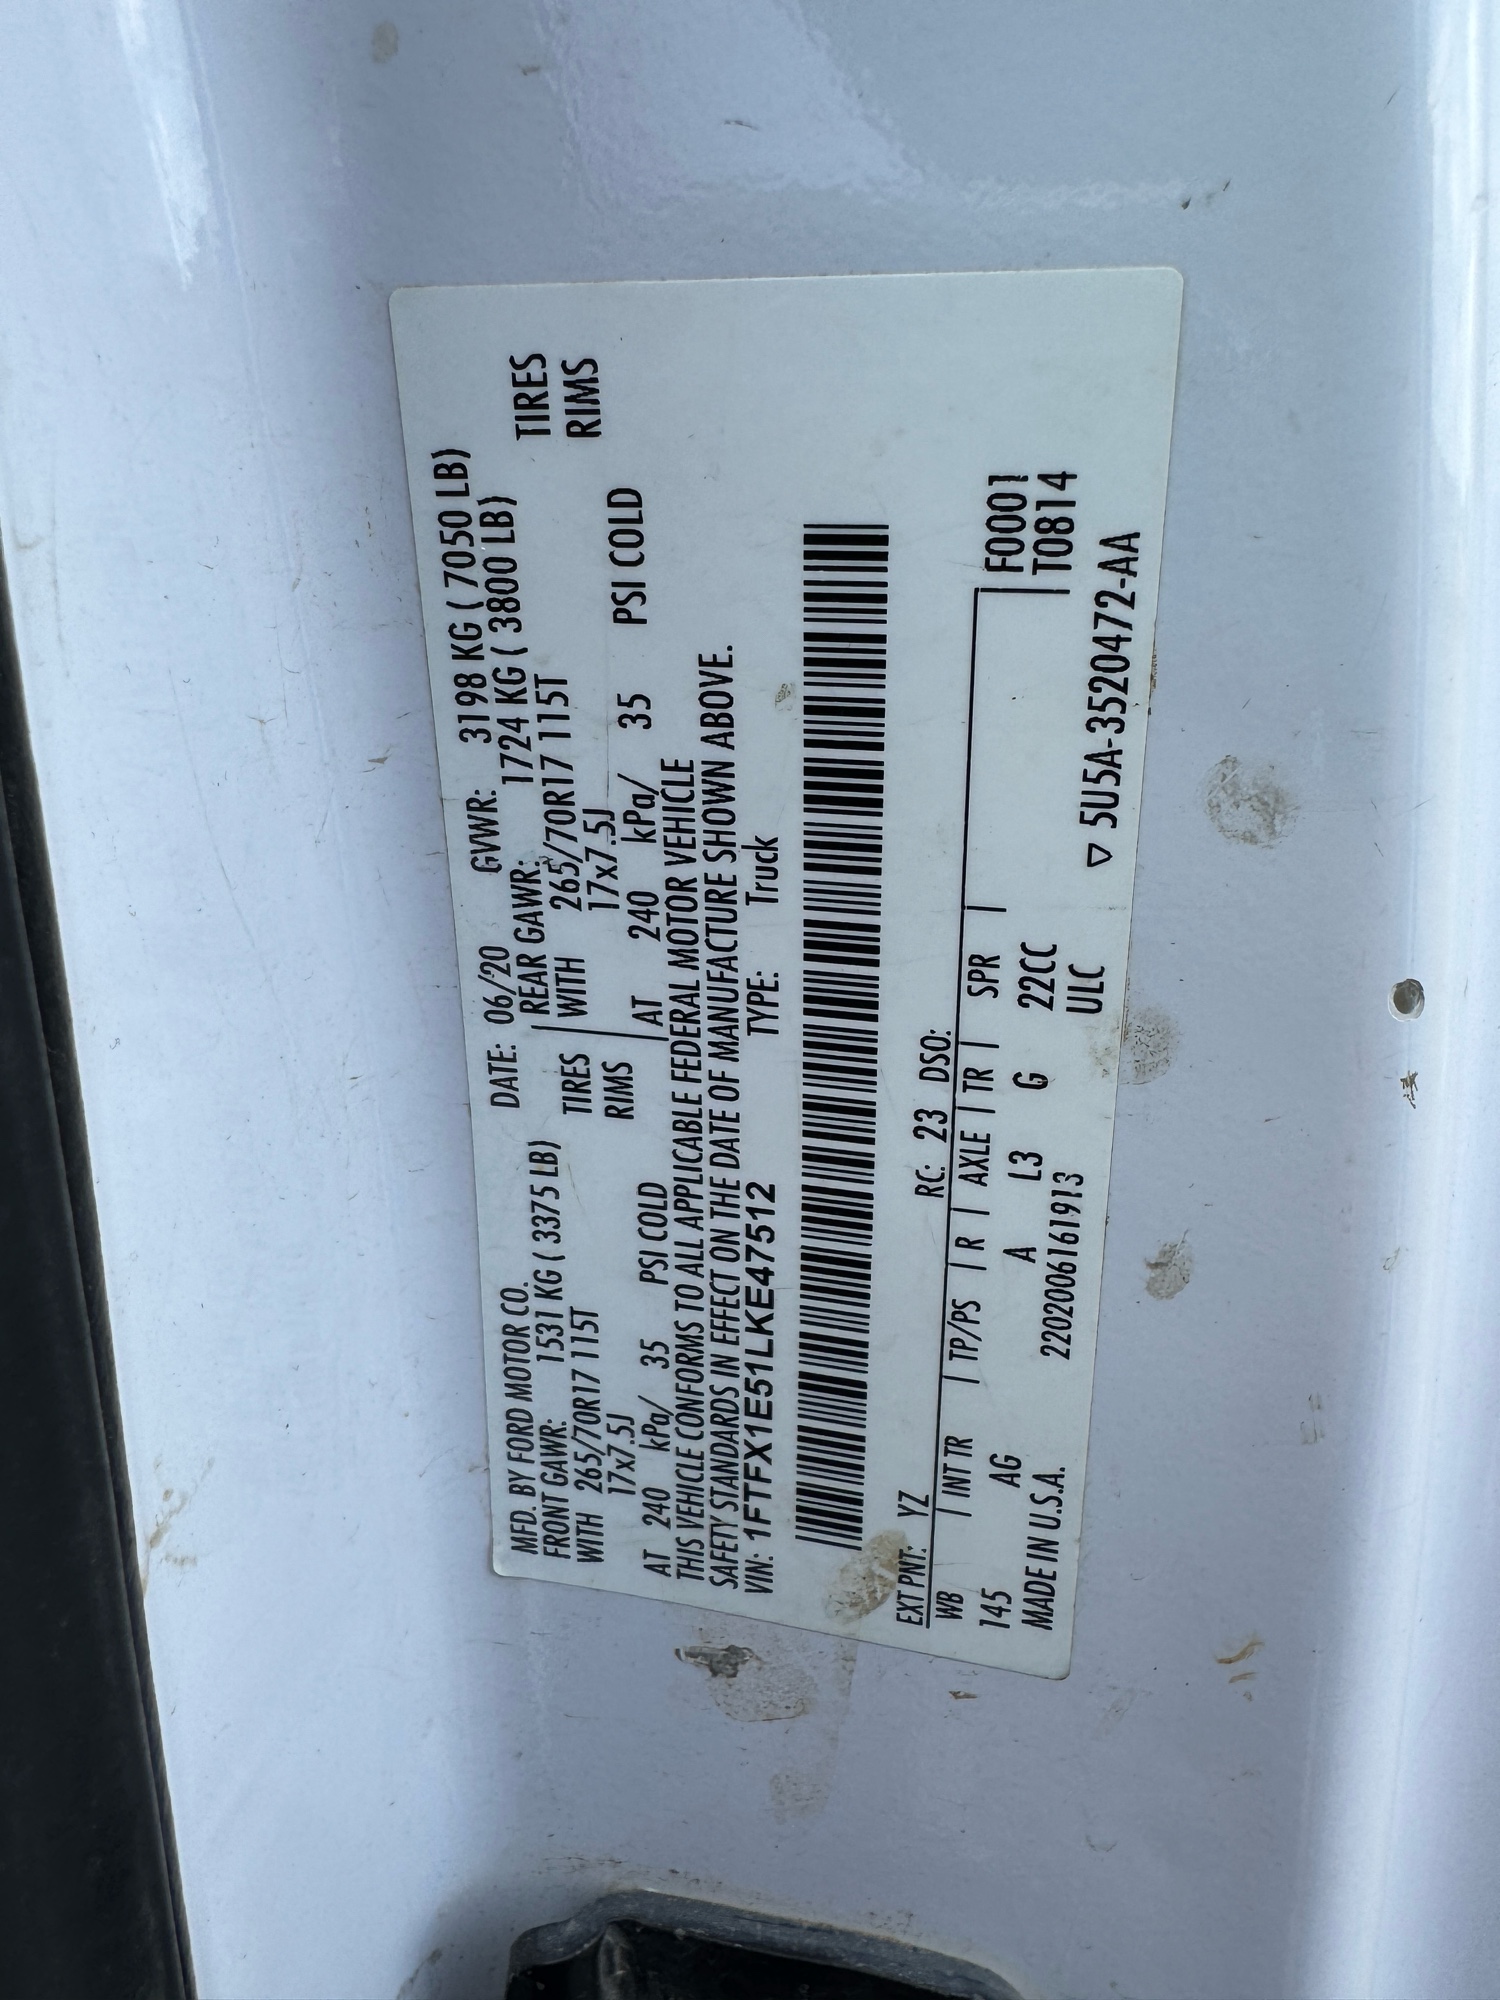 MFD. BY FORD MOTOR CO. DATE: 06/20 GVWR: 3198 KG ( 7050 LB)
FRONT GAWR: 1531 KG ( 3375 LB) REAR GAWR: 1724 KG ( 3800 LB)
WITH 265/70R17 115T TIRES WITH 265/70R17 115T TIRES
17x7.5J RIMS 17x7.5J RIMS
AT 240 kPa/ 35 PSI COLD AT 240 kPa/ 35 PSI COLD
THIS VEHICLE CONFORMS TO ALL APPLICABLE FEDERAL MOTOR VEHICLE
SAFETY STANDARDS IN EFFECT ON THE DATE OF MANUFACTURE SHOWN ABOVE.
VIN: 1FTFX1E51LKE47512 TYPE: Truck
EXT PNT: YZ RC: 23 DSO:
WB INT TR TP/PS R AXLE TR SPR F0001
145 AG A L3 G 22CC T0814
MADE IN U.S.A. 2202006161913 ULC ▽ 5U5A-3520472-AA